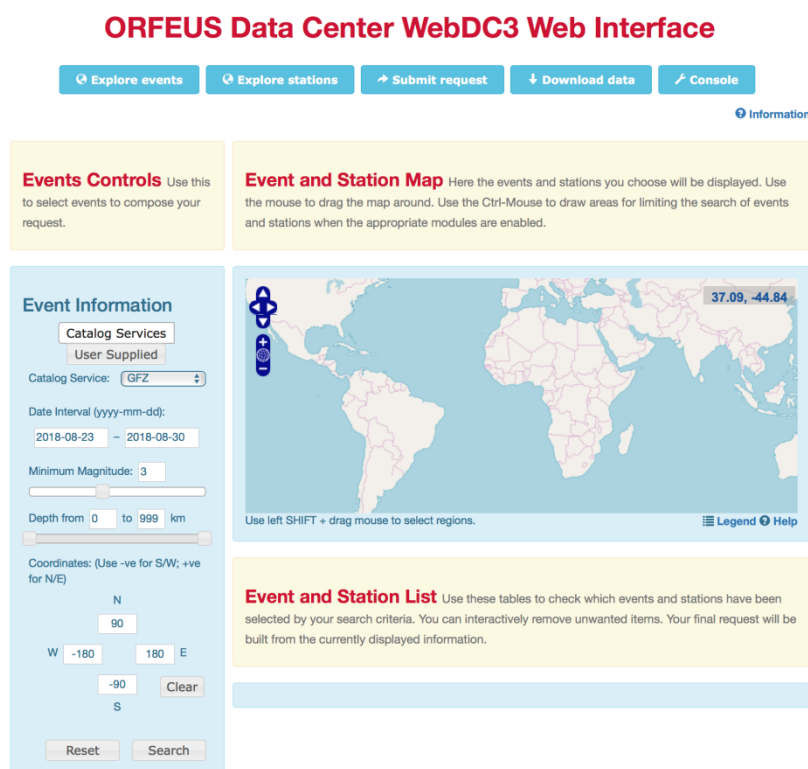 ORFEUS Data Center WebDC3 Web Interface
Explore events
Explore stations
Submit request
Download data
Console
Information
Events Controls Use this
to select events to compose your
request.
Event and Station Map Here the events and stations you choose will be displayed. Use
the mouse to drag the map around. Use the Ctrl-Mouse to draw areas for limiting the search of events
and stations when the appropriate modules are enabled.
Event Information
Catalog Services
User Supplied
Catalog Service: GFZ
Date Interval (yyyy-mm-dd):
2018-08-23 – 2018-08-30
Minimum Magnitude: 3
Depth from 0 to 999 km
Coordinates: (Use -ve for S/W; +ve
for N/E)
N
90
W -180 180 E
-90 Clear
S
Reset Search
37.09, -44.84
Use left SHIFT + drag mouse to select regions.
Legend Help
Event and Station List Use these tables to check which events and stations have been
selected by your search criteria. You can interactively remove unwanted items. Your final request will be
built from the currently displayed information.